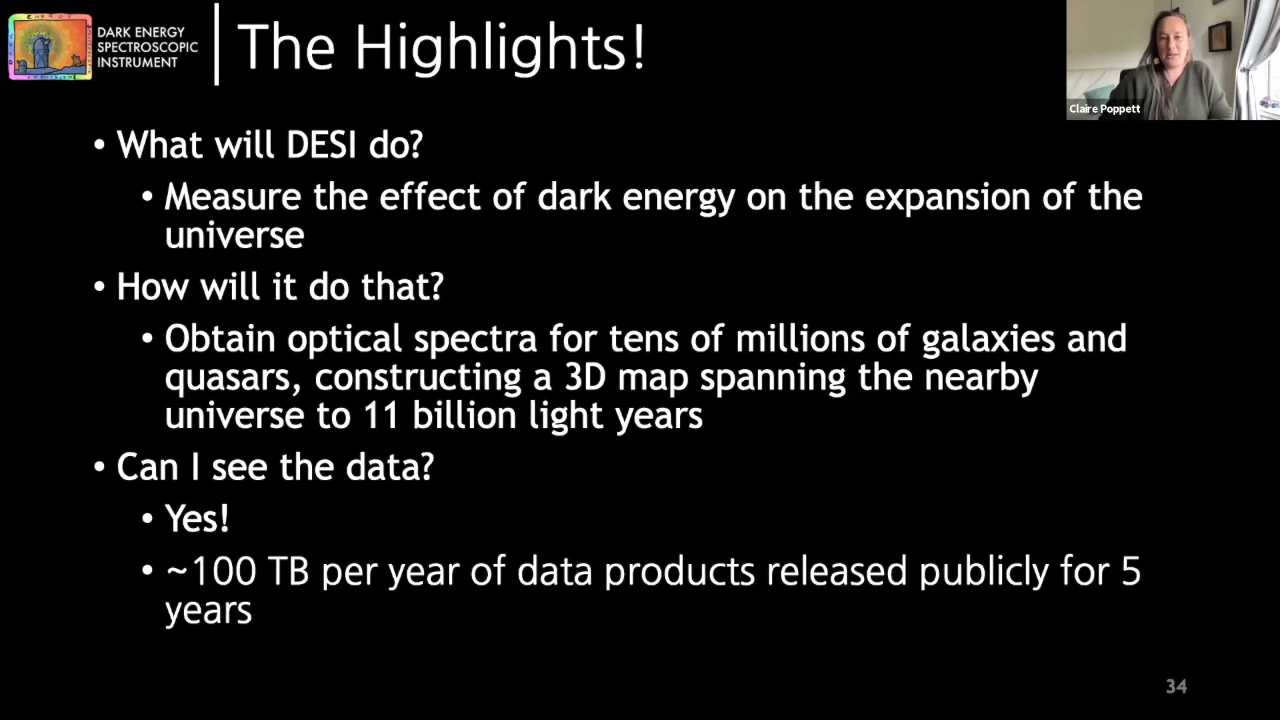 DARK ENERGY
SPECTROSCOPIC
INSTRUMENT
The Highlights!
Claire Poppett
• What will DESI do?
• Measure the effect of dark energy on the expansion of the
universe
• How will it do that?
• Obtain optical spectra for tens of millions of galaxies and
quasars, constructing a 3D map spanning the nearby
universe to 11 billion light years
• Can I see the data?
• Yes!
• ~100 TB per year of data products released publicly for 5
years
34